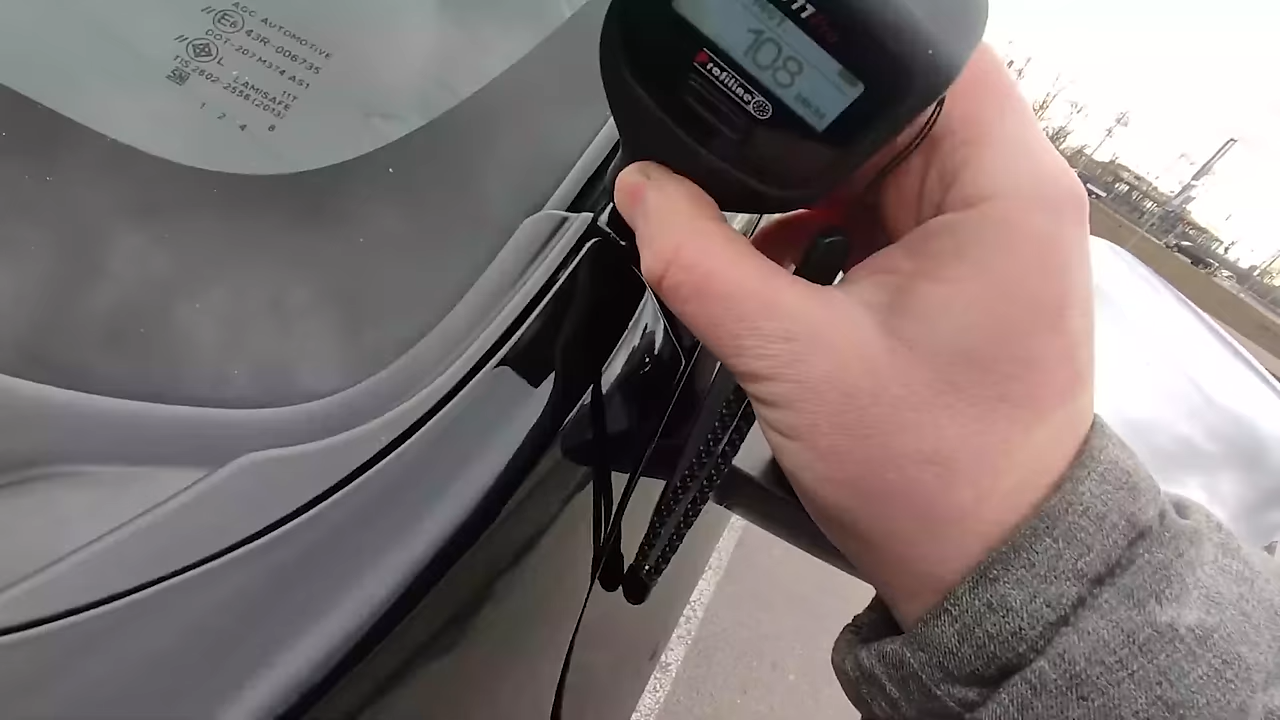 AGC AUTOMOTIVE
E6 43R-006735
DOT-207 M374 AS1
L 11T
TIS 2602-2556(2013) LAMISAFE
1 2 4 8
108
Profiline